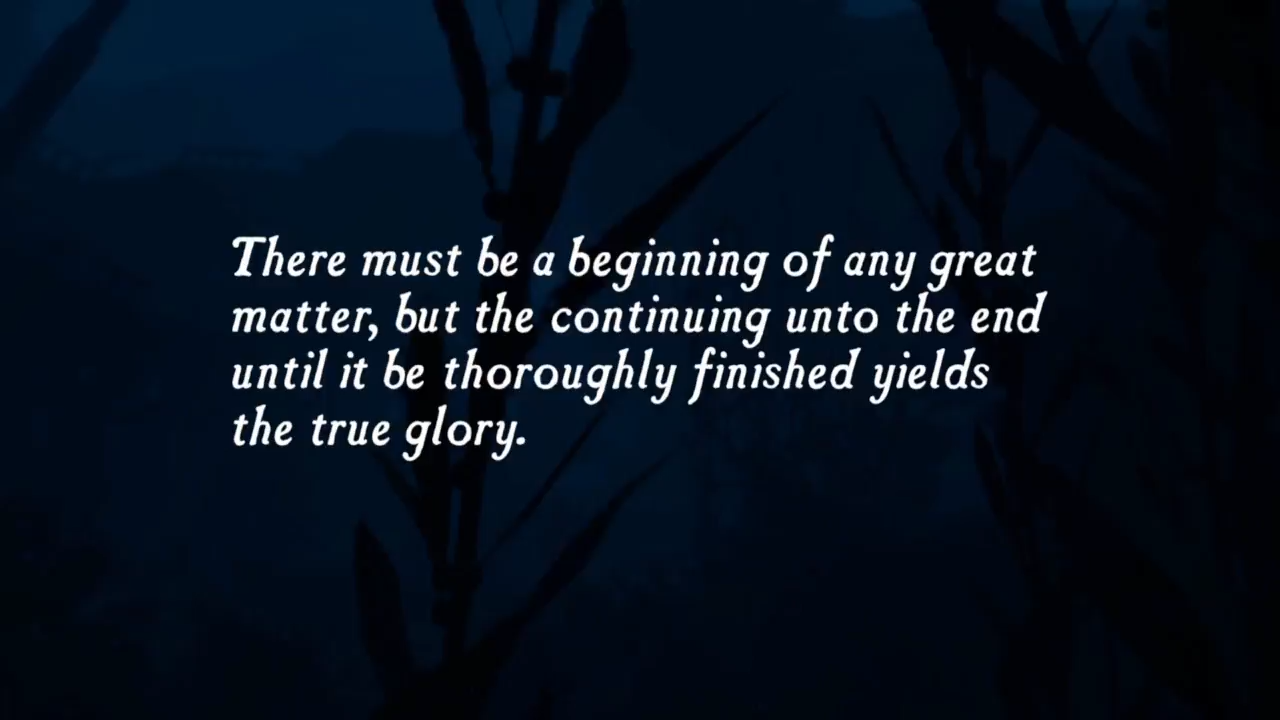 There must be a beginning of any great
matter, but the continuing unto the end
until it be thoroughly finished yields
the true glory.